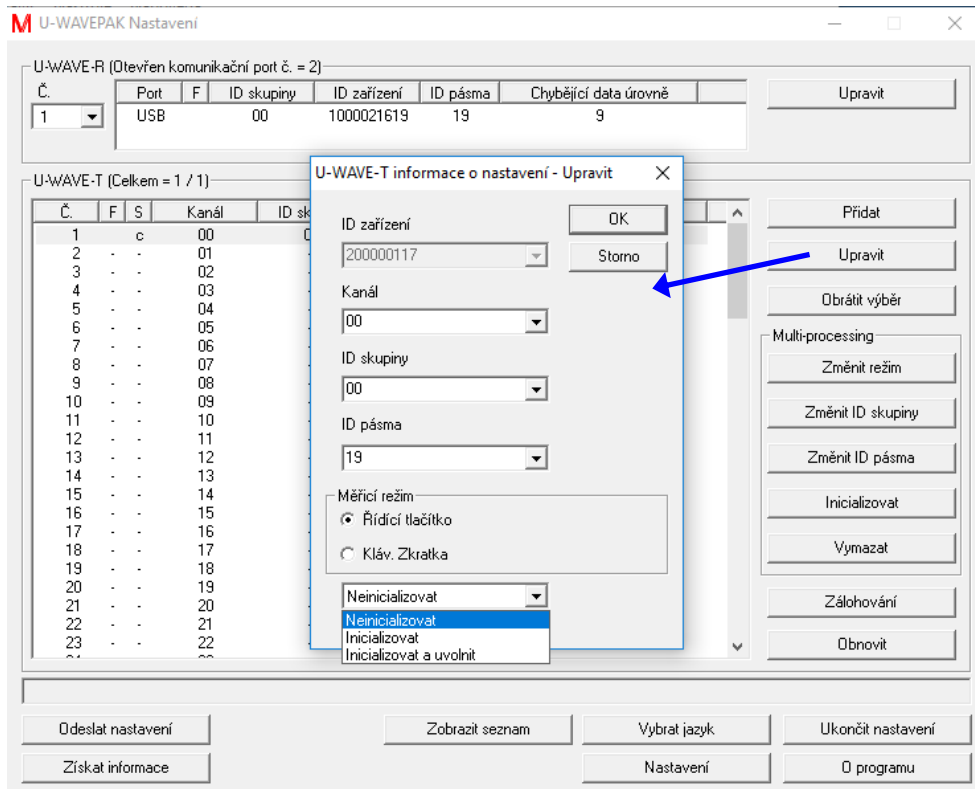 U-WAVEPAK Nastavení
U-WAVE-R (Otevřen komunikační port č. = 2)
Č. Port F ID skupiny ID zařízení ID pásma Chybějící data úrovně
1 USB 00 1000021619 19 9
Upravit
U-WAVE-T (Celkem = 1 / 1)
Č. F S Kanál ID sk
1 c 00
2 - - 01
3 - - 02
4 - - 03
5 - - 04
6 - - 05
7 - - 06
8 - - 07
9 - - 08
10 - - 09
11 - - 10
12 - - 11
13 - - 12
14 - - 13
15 - - 14
16 - - 15
17 - - 16
18 - - 17
19 - - 18
20 - - 19
21 - - 20
22 - - 21
23 - - 22
U-WAVE-T informace o nastavení - Upravit
ID zařízení
200000117
Kanál
00
ID skupiny
00
ID pásma
19
Měřicí režim
Řídící tlačítko
Kláv. Zkratka
Neinicializovat
Neinicializovat
Inicializovat
Inicializovat a uvolnit
OK
Storno
Přidat
Upravit
Obrátit výběr
Multi-processing
Změnit režim
Změnit ID skupiny
Změnit ID pásma
Inicializovat
Vymazat
Zálohování
Obnovit
Odeslat nastavení
Zobrazit seznam
Vybrat jazyk
Ukončit nastavení
Získat informace
Nastavení
O programu